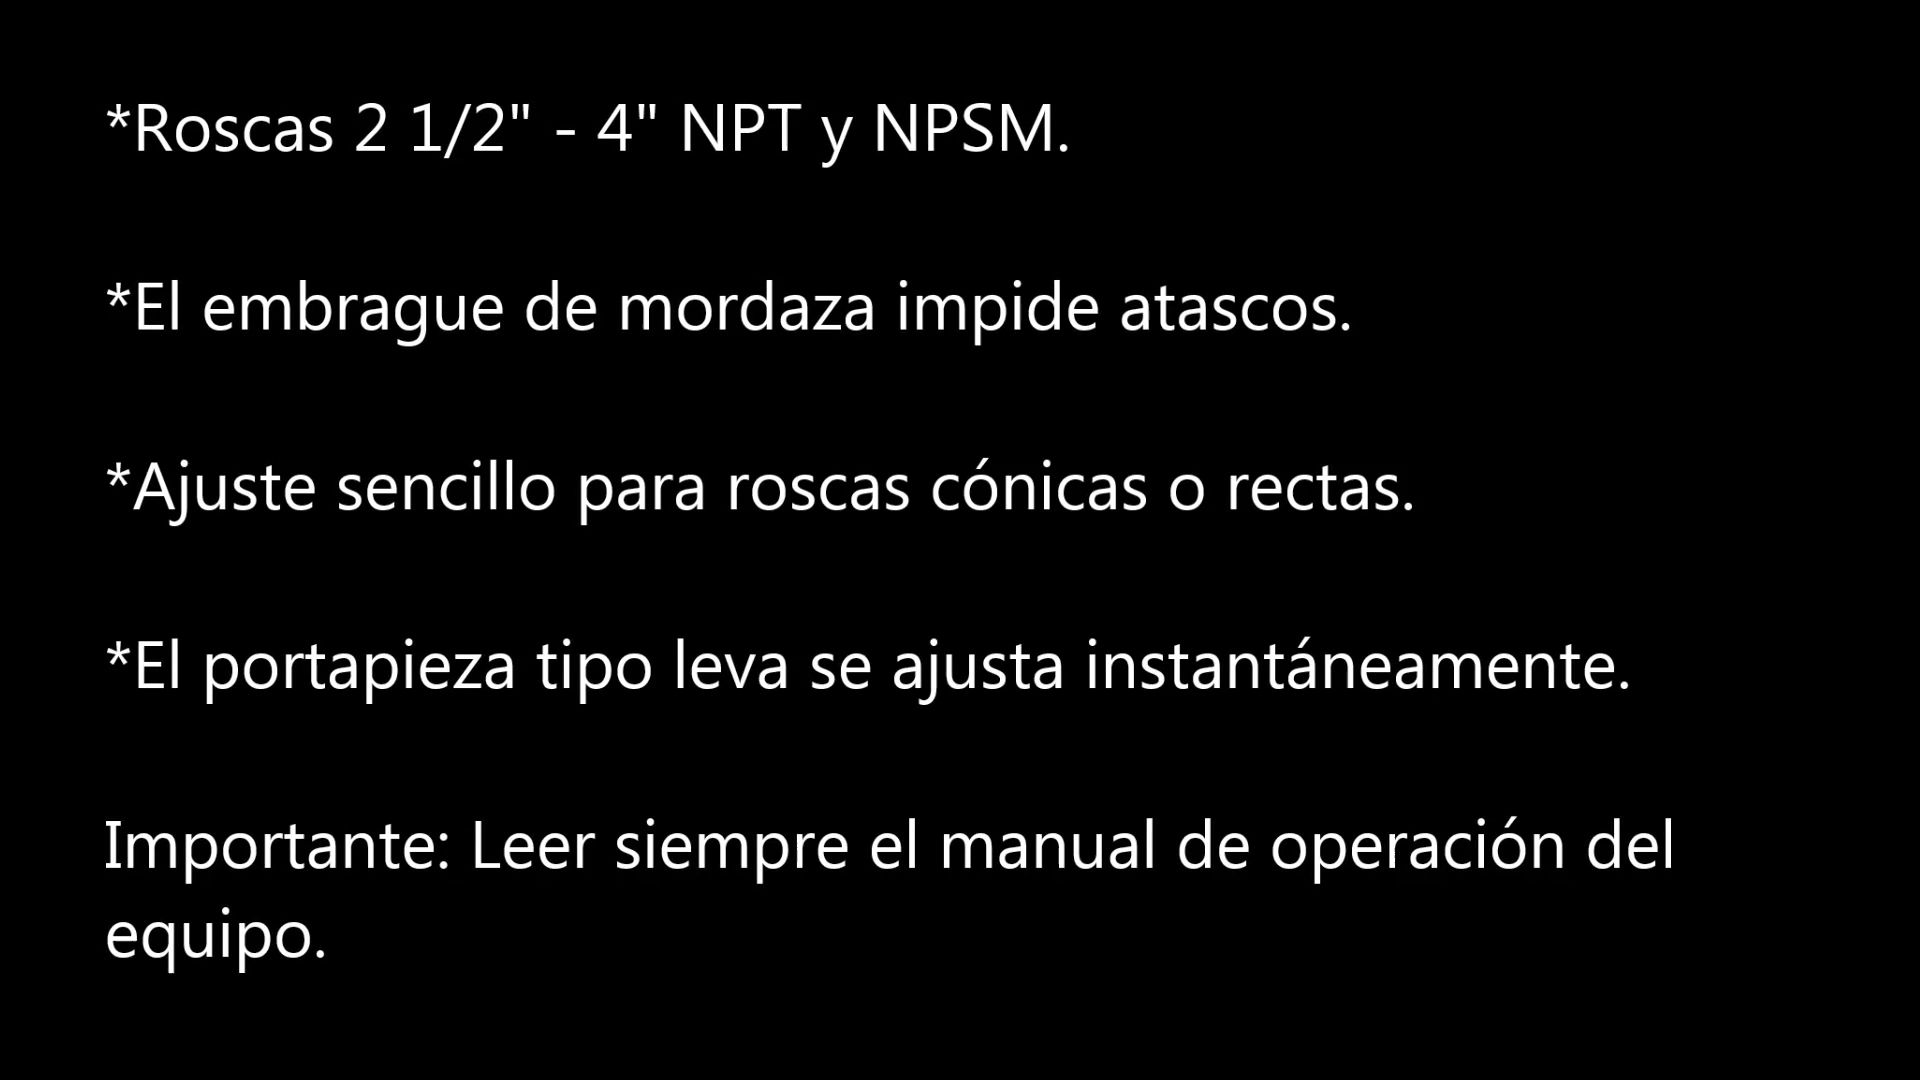 *Roscas 2 1/2" - 4" NPT y NPSM.
*El embrague de mordaza impide atascos.
*Ajuste sencillo para roscas cónicas o rectas.
*El portapieza tipo leva se ajusta instantáneamente.
Importante: Leer siempre el manual de operación del
equipo.